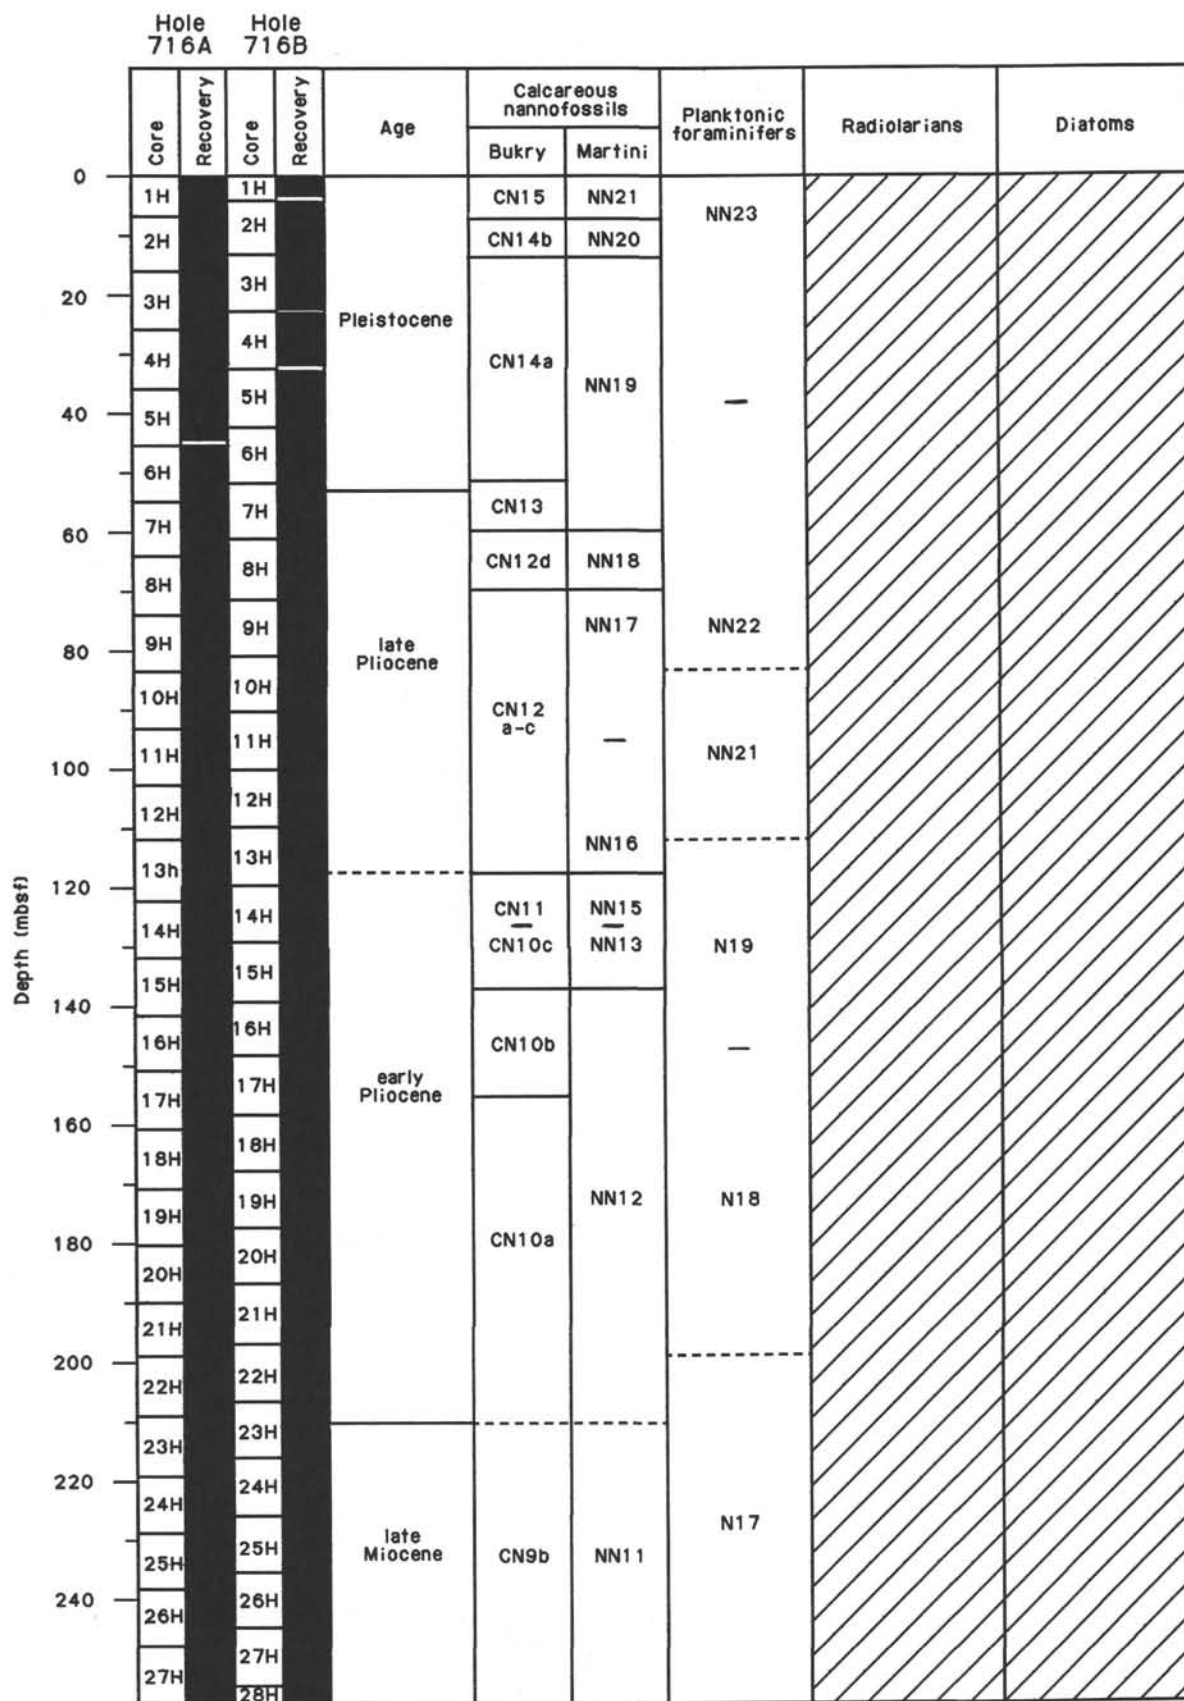 Hole
716A
Hole
716B
Core
Recovery
Core
Recovery
Age
Calcareous
nannofossils
Bukry
Martini
Planktonic
foraminifers
Radiolarians
Diatoms
Depth (mbsf)
0
20
40
60
80
100
120
140
160
180
200
220
240
1H
2H
3H
4H
5H
6H
7H
8H
9H
10H
11H
12H
13h
14H
15H
16H
17H
18H
19H
20H
21H
22H
23H
24H
25H
26H
27H
1H
2H
3H
4H
5H
6H
7H
8H
9H
10H
11H
12H
13H
14H
15H
16H
17H
18H
19H
20H
21H
22H
23H
24H
25H
26H
27H
28H
Pleistocene
late
Pliocene
early
Pliocene
late
Miocene
CN15
CN14b
CN14a
CN13
CN12d
CN12
a-c
CN11
—
CN10c
CN10b
CN10a
CN9b
NN21
NN20
NN19
NN18
NN17
—
NN16
NN15
—
NN13
NN12
NN11
NN23
—
NN22
NN21
N19
—
N18
N17